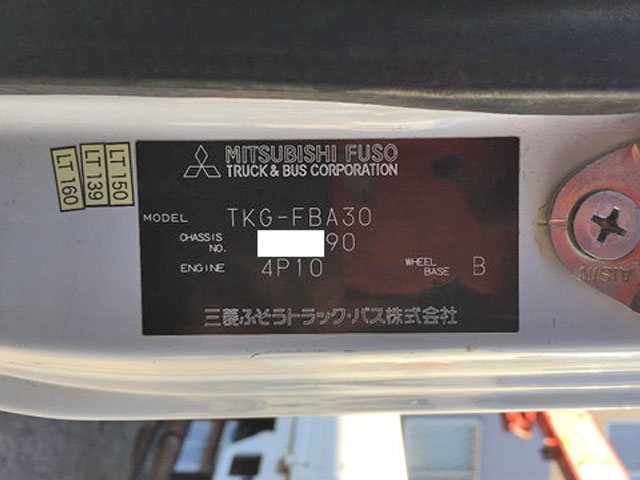 LT 160
LT 139
LT 150
MITSUBISHI FUSO
TRUCK & BUS CORPORATION
MODEL TKG-FBA30
CHASSIS NO. 90
ENGINE 4P10 WHEEL BASE B
三菱ふそうトラック・バス株式会社
AISIN